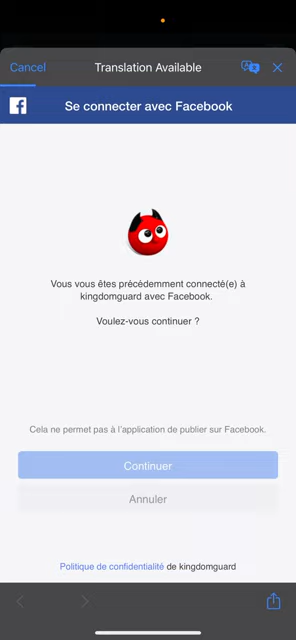 Cancel Translation Available
Se connecter avec Facebook
Vous vous êtes précédemment connecté(e) à
kingdomguard avec Facebook.
Voulez-vous continuer ?
Cela ne permet pas à l'application de publier sur Facebook.
Continuer
Annuler
Politique de confidentialité de kingdomguard